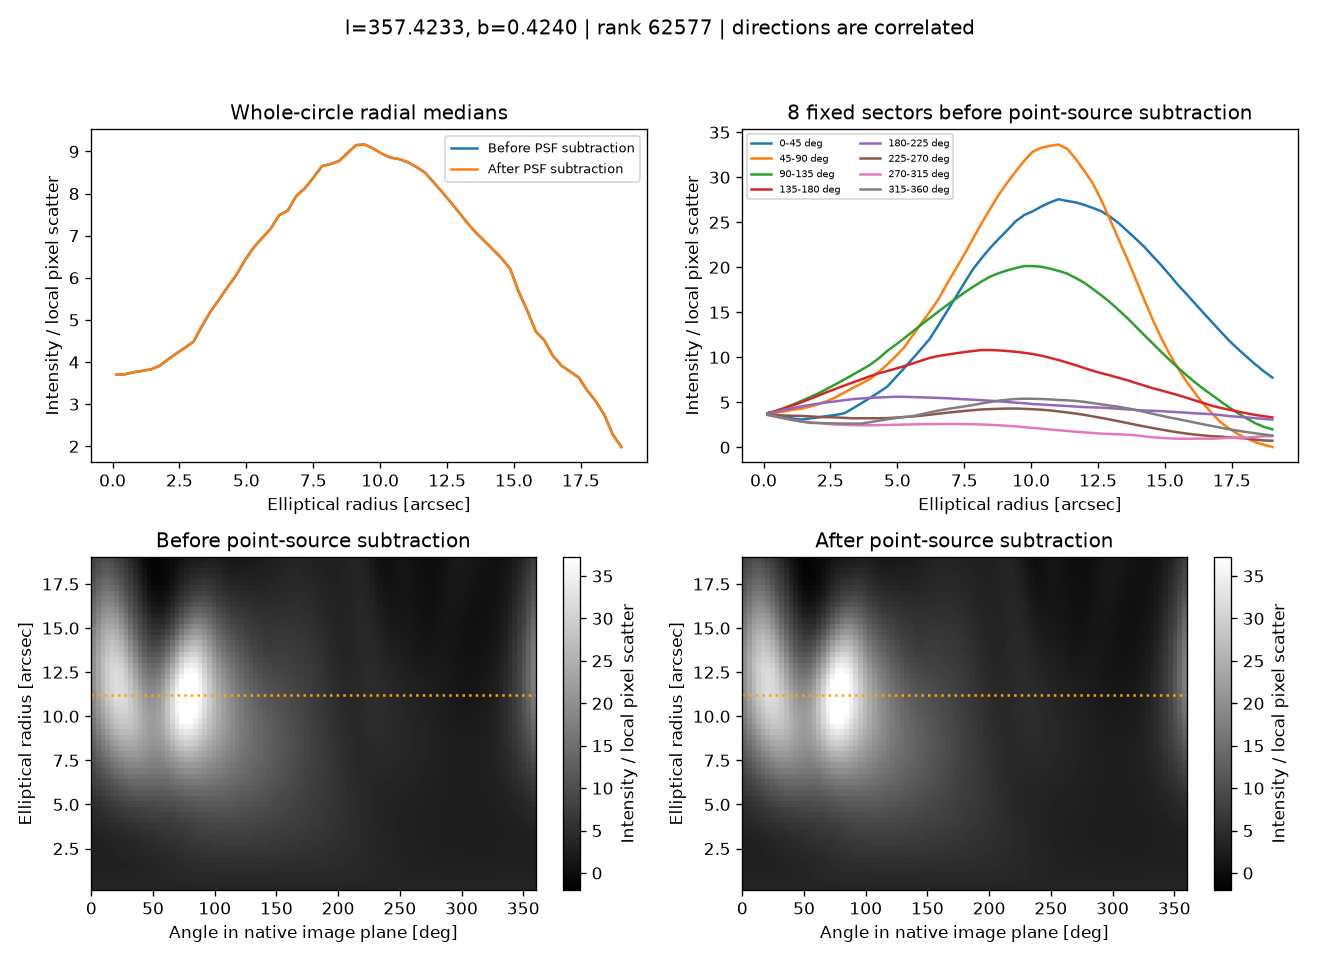 l=357.4233, b=0.4240 | rank 62577 | directions are correlated
Whole-circle radial medians
Before PSF subtraction
After PSF subtraction
Intensity / local pixel scatter
9
8
7
6
5
4
3
2
0.0 2.5 5.0 7.5 10.0 12.5 15.0 17.5
Elliptical radius [arcsec]
8 fixed sectors before point-source subtraction
0-45 deg
45-90 deg
90-135 deg
135-180 deg
180-225 deg
225-270 deg
270-315 deg
315-360 deg
Intensity / local pixel scatter
35
30
25
20
15
10
5
0
0.0 2.5 5.0 7.5 10.0 12.5 15.0 17.5
Elliptical radius [arcsec]
Before point-source subtraction
Elliptical radius [arcsec]
17.5
15.0
12.5
10.0
7.5
5.0
2.5
0 50 100 150 200 250 300 350
Angle in native image plane [deg]
35
30
25
20
15
10
5
0
Intensity / local pixel scatter
After point-source subtraction
Elliptical radius [arcsec]
17.5
15.0
12.5
10.0
7.5
5.0
2.5
0 50 100 150 200 250 300 350
Angle in native image plane [deg]
35
30
25
20
15
10
5
0
Intensity / local pixel scatter